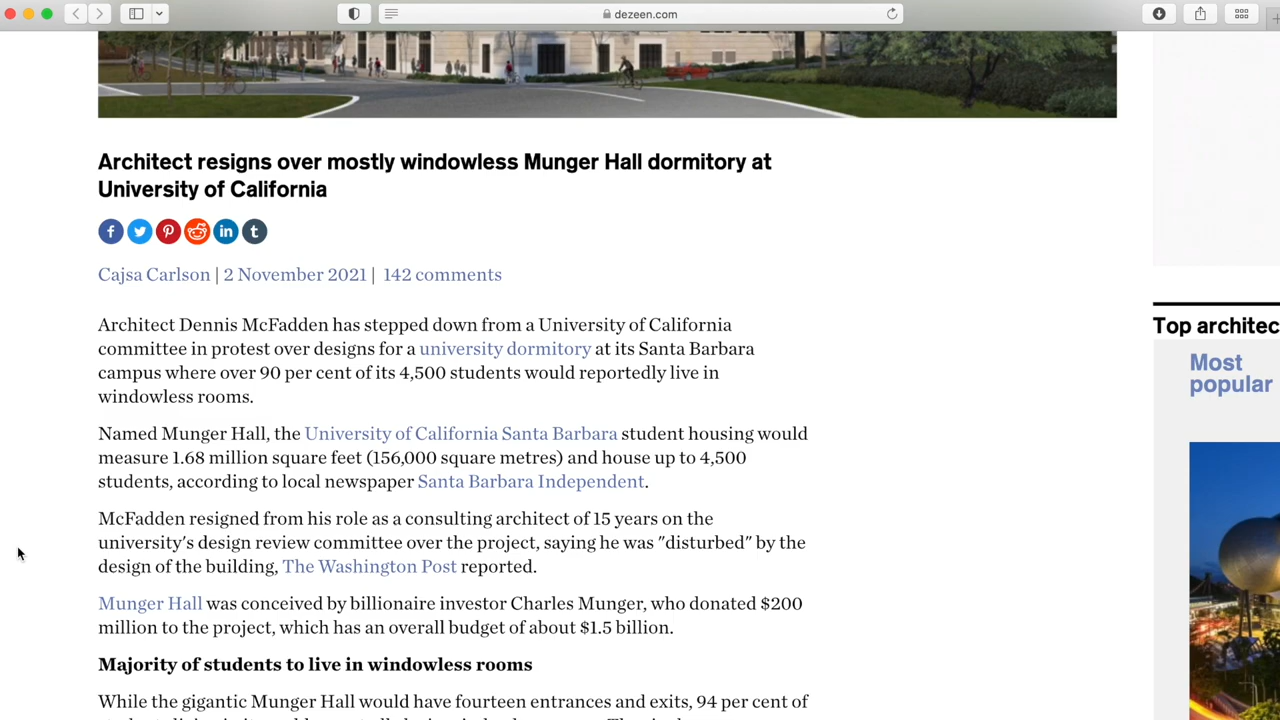 dezeen.com
Architect resigns over mostly windowless Munger Hall dormitory at
University of California
Cajsa Carlson | 2 November 2021 | 142 comments
Architect Dennis McFadden has stepped down from a University of California
committee in protest over designs for a university dormitory at its Santa Barbara
campus where over 90 per cent of its 4,500 students would reportedly live in
windowless rooms.
Named Munger Hall, the University of California Santa Barbara student housing would
measure 1.68 million square feet (156,000 square metres) and house up to 4,500
students, according to local newspaper Santa Barbara Independent.
McFadden resigned from his role as a consulting architect of 15 years on the
university's design review committee over the project, saying he was "disturbed" by the
design of the building, The Washington Post reported.
Munger Hall was conceived by billionaire investor Charles Munger, who donated $200
million to the project, which has an overall budget of about $1.5 billion.
Majority of students to live in windowless rooms
While the gigantic Munger Hall would have fourteen entrances and exits, 94 per cent of
Top architec
Most
popular